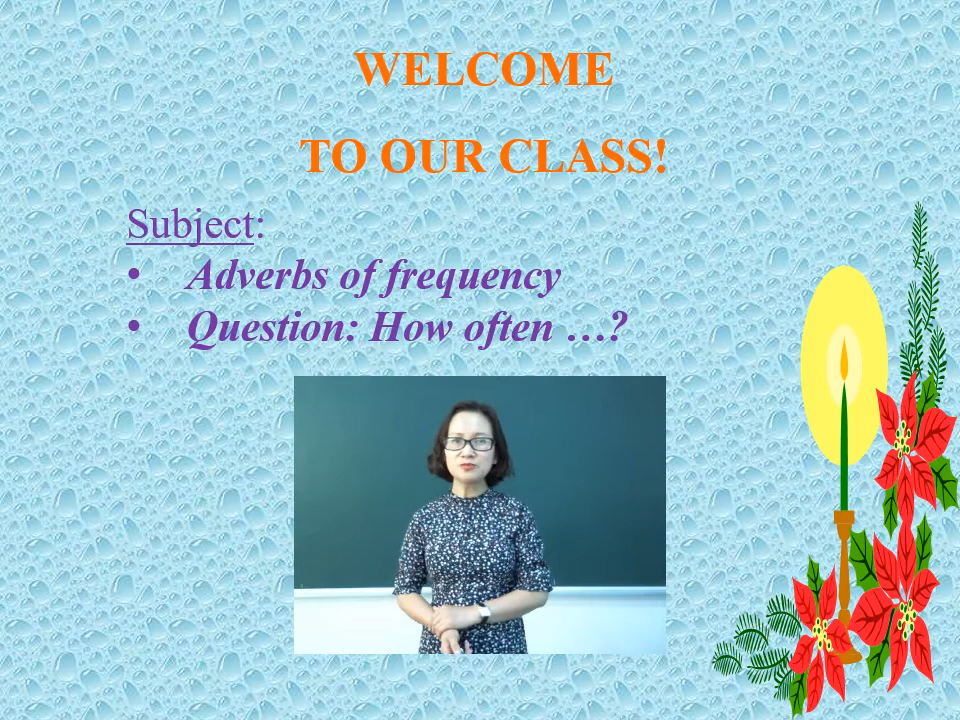 WELCOME
TO OUR CLASS!
Subject:
• Adverbs of frequency
• Question: How often …?